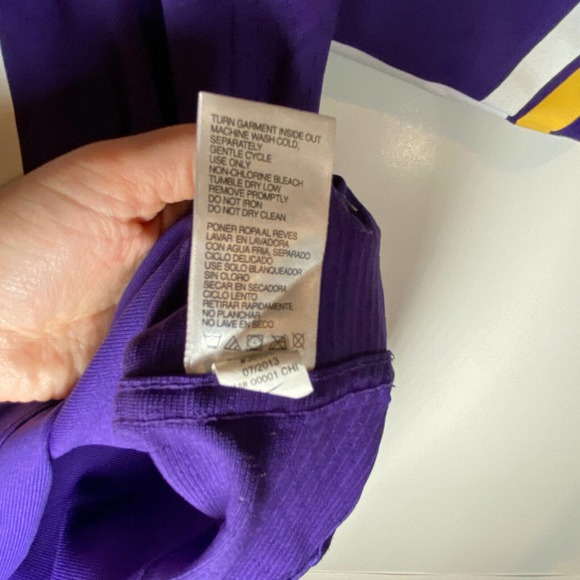 TURN GARMENT INSIDE OUT
MACHINE WASH COLD,
SEPARATELY
GENTLE CYCLE
USE ONLY
NON-CHLORINE BLEACH
TUMBLE DRY LOW
REMOVE PROMPTLY
DO NOT IRON
DO NOT DRY CLEAN
PONER ROPA AL REVES
LAVAR EN LAVADORA
CON AGUA FRIA, SEPARADO
CICLO DELICADO
USE SOLO BLANQUEADOR
SIN CLORO
SECAR EN SECADORA
CICLO LENTO
RETIRAR RAPIDAMENTE
NO PLANCHAR
NO LAVE EN SECO
07/2013
00001 CHI